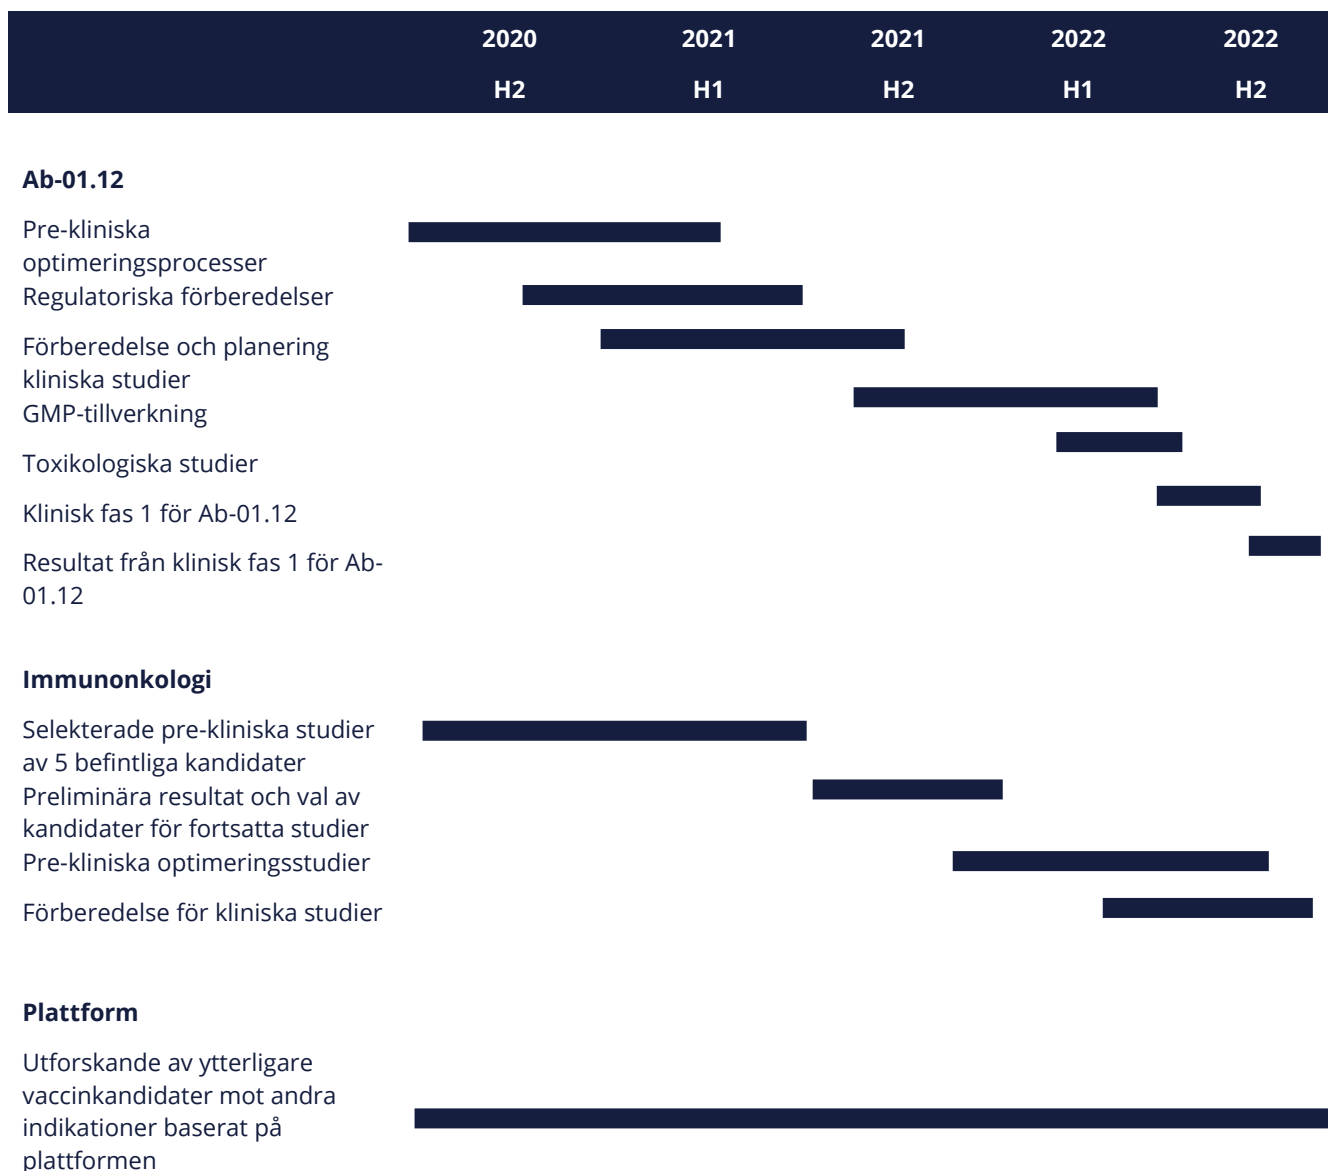 2020 2021 2021 2022 2022
H2 H1 H2 H1 H2
Ab-01.12
Pre-kliniska
optimeringsprocesser
Regulatoriska förberedelser
Förberedelse och planering
kliniska studier
GMP-tillverkning
Toxikologiska studier
Klinisk fas 1 för Ab-01.12
Resultat från klinisk fas 1 för Ab-
01.12
Immunonkologi
Selekterade pre-kliniska studier
av 5 befintliga kandidater
Preliminära resultat och val av
kandidater för fortsatta studier
Pre-kliniska optimeringsstudier
Förberedelse för kliniska studier
Plattform
Utforskande av ytterligare
vaccinkandidater mot andra
indikationer baserat på
plattformen